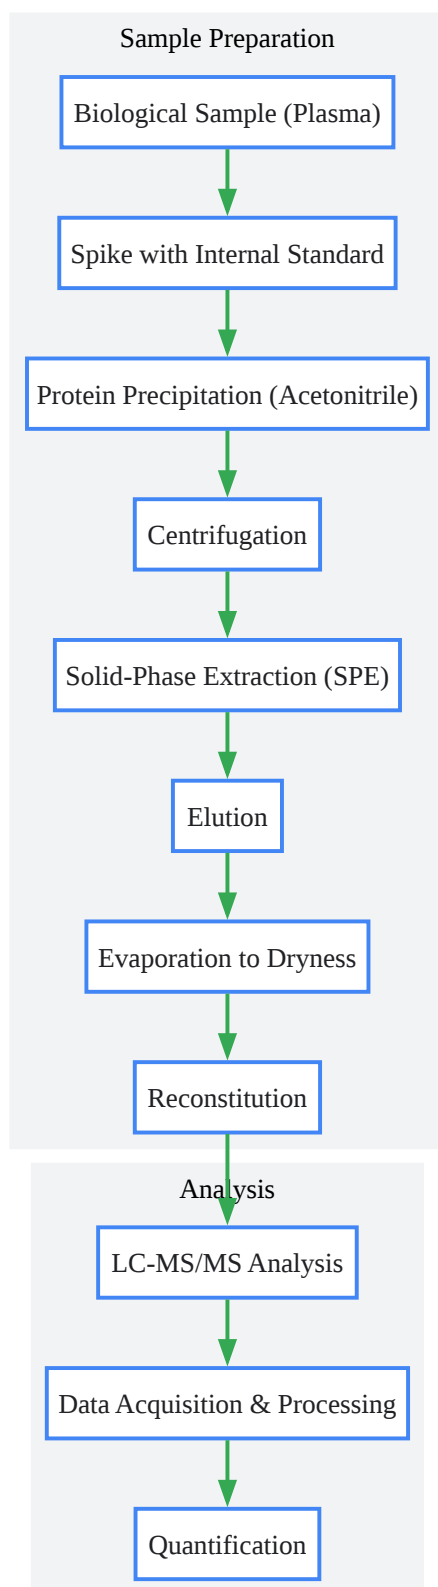 Sample Preparation
Biological Sample (Plasma)
Spike with Internal Standard
Protein Precipitation (Acetonitrile)
Centrifugation
Solid-Phase Extraction (SPE)
Elution
Evaporation to Dryness
Reconstitution
Analysis
LC-MS/MS Analysis
Data Acquisition & Processing
Quantification